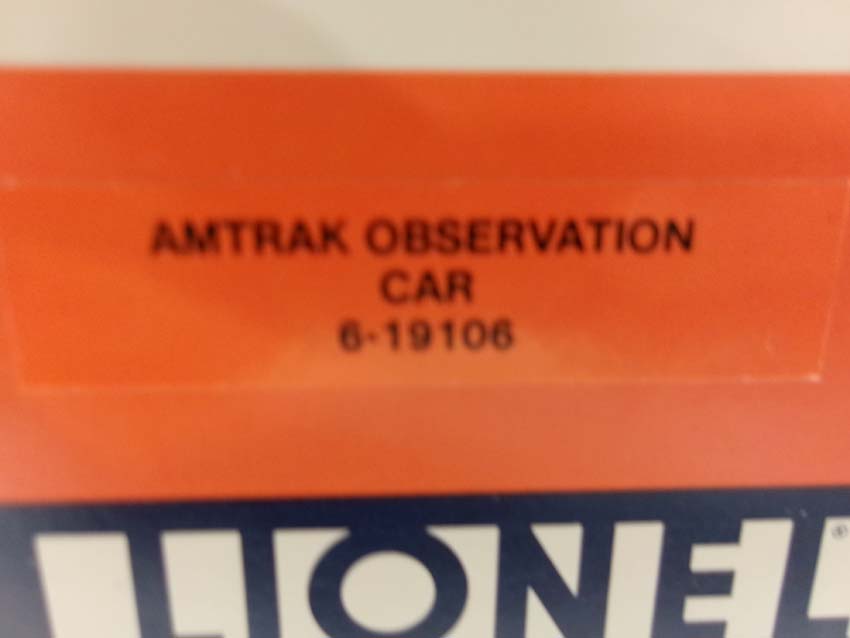 AMTRAK OBSERVATION
CAR
6-19106
LIONEL®